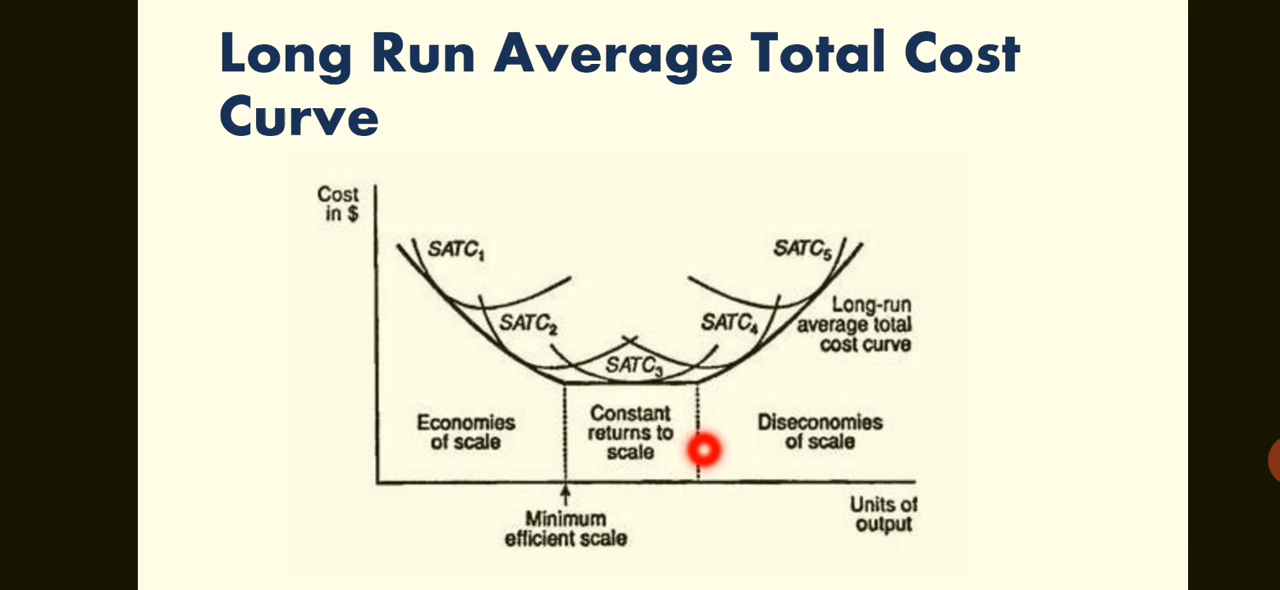 Long Run Average Total Cost
Curve
Cost
in $
SATC₁
SATC₅
SATC₂
SATC₄
Long-run
average total
cost curve
SATC₃
Economies
of scale
Constant
returns to
scale
Diseconomies
of scale
Minimum
efficient scale
Units of
output